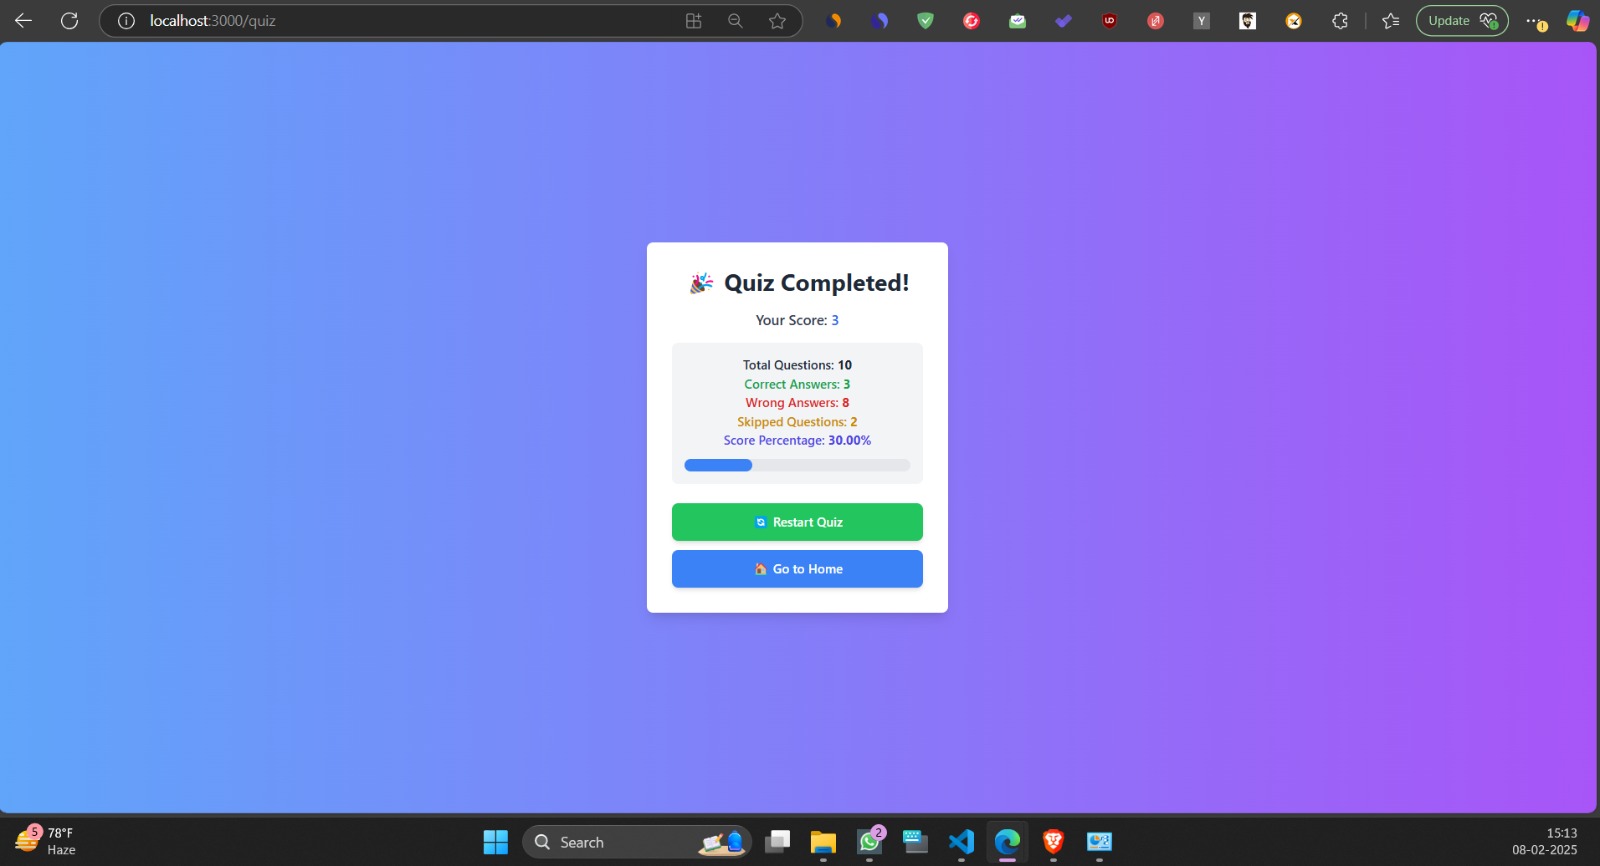 localhost:3000/quiz
Update
🎉 Quiz Completed!
Your Score: 3
Total Questions: 10
Correct Answers: 3
Wrong Answers: 8
Skipped Questions: 2
Score Percentage: 30.00%
Restart Quiz
Go to Home
5
78°F
Haze
Search
2
15:13
08-02-2025